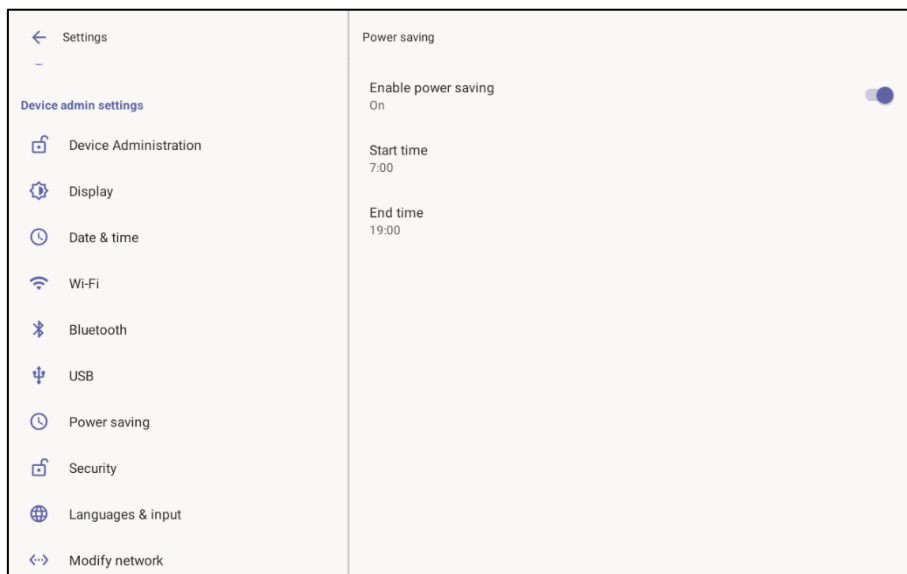 Settings
Device admin settings
Device Administration
Display
Date & time
Wi-Fi
Bluetooth
USB
Power saving
Security
Languages & input
Modify network
Power saving
Enable power saving
On
Start time
7:00
End time
19:00